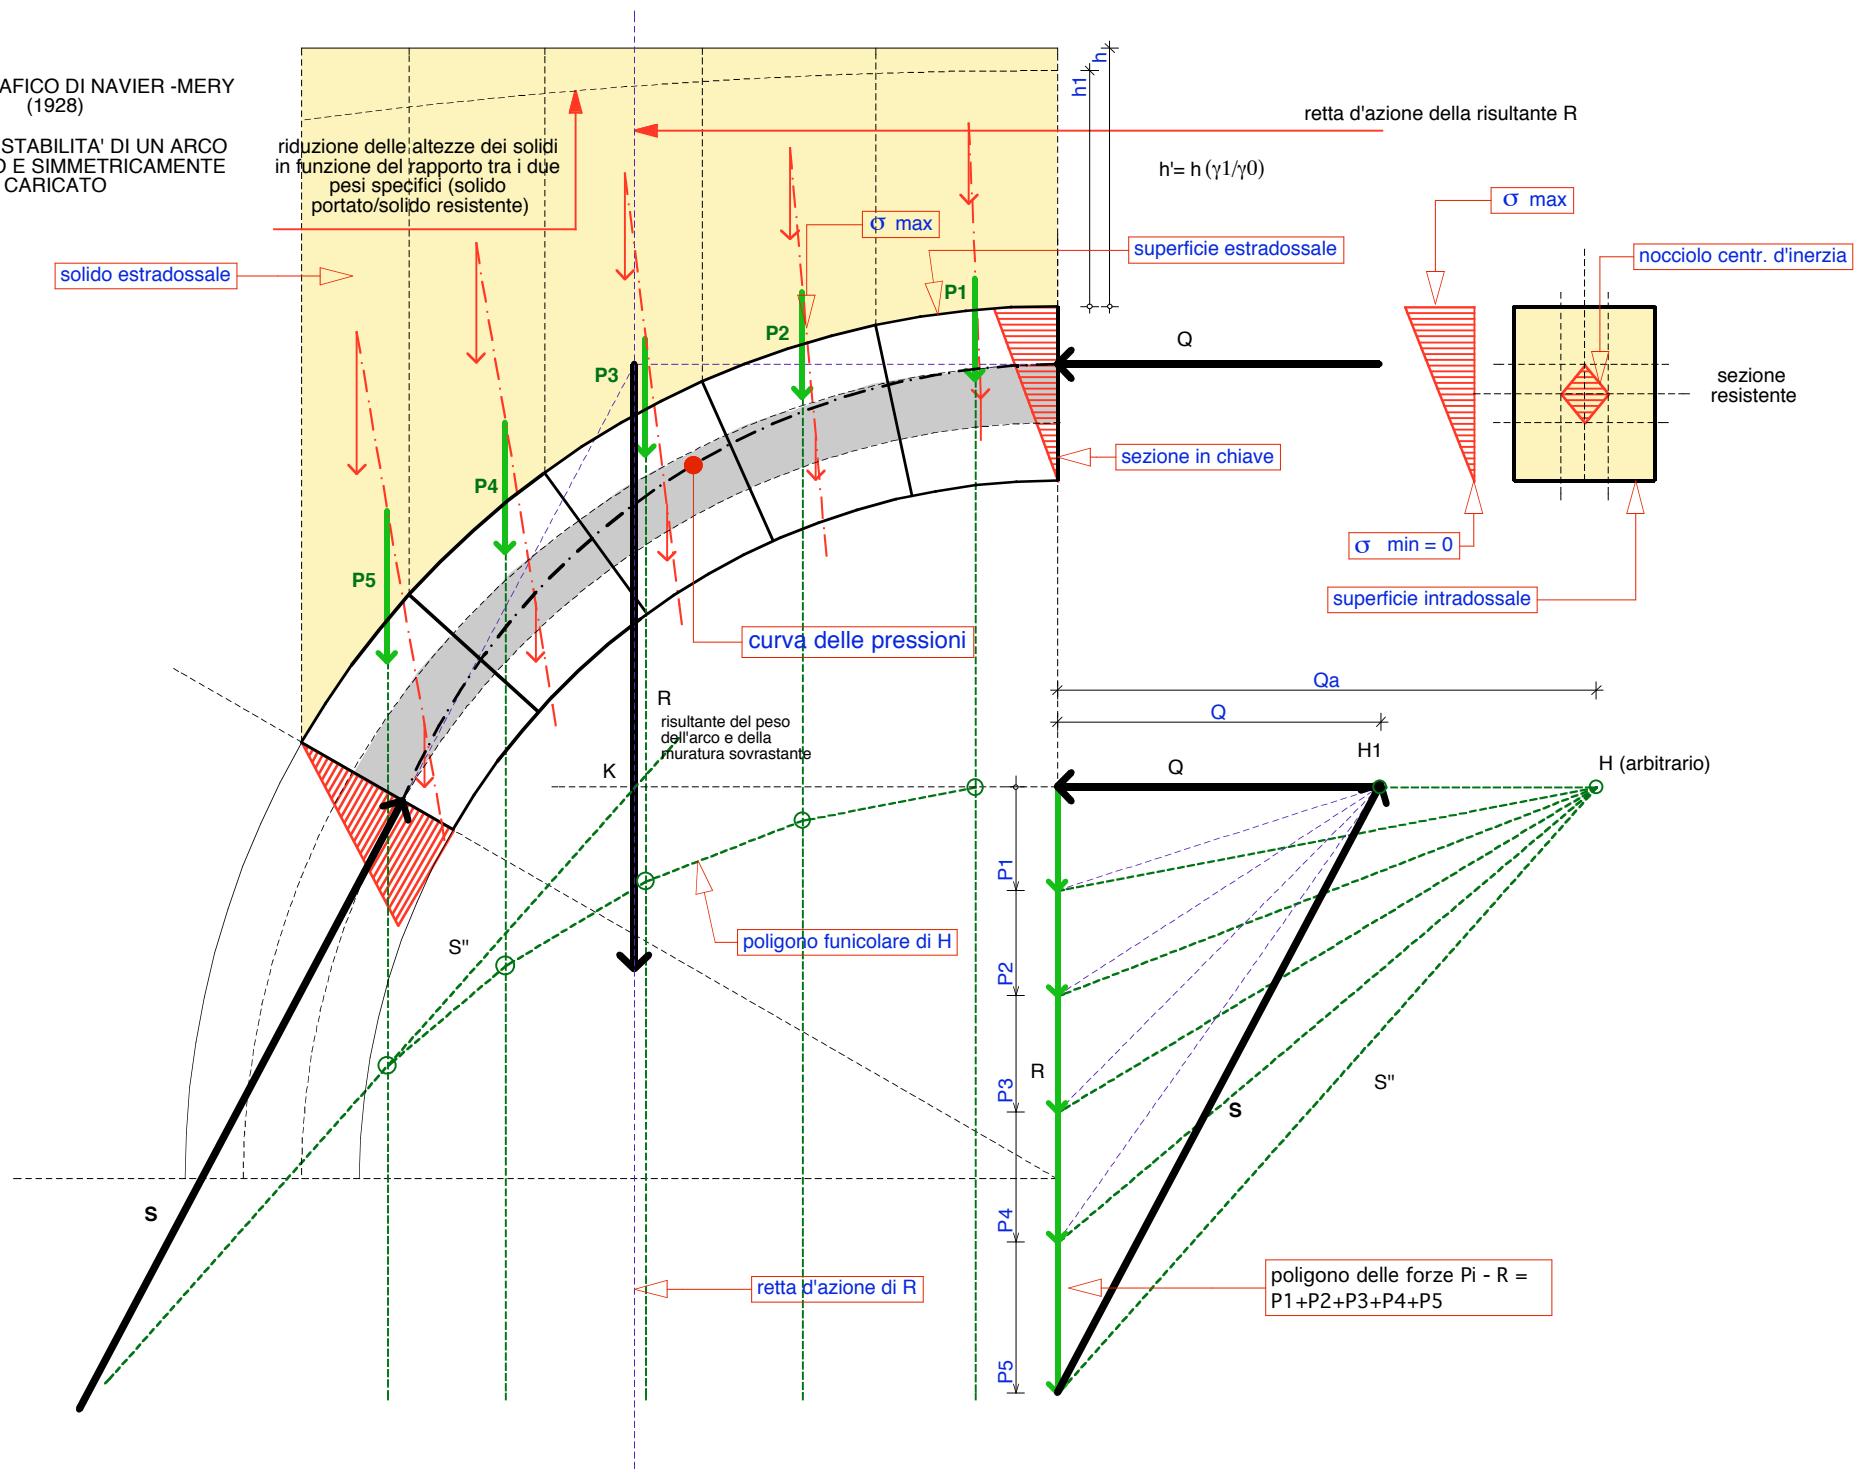 AFICO DI NAVIER -MERY
(1928)
STABILITA' DI UN ARCO
O E SIMMETRICAMENTE
CARICATO
riduzione delle altezze dei solidi
in funzione del rapporto tra i due
pesi specifici (solido
portato/solido resistente)
solido estradossale
σ max
superficie estradossale
h
h1
retta d'azione della risultante R
h'= h (γ1/γ0)
σ max
nocciolo centr. d'inerzia
sezione
resistente
Q
P1
P2
P3
P4
P5
sezione in chiave
σ min = 0
superficie intradossale
curva delle pressioni
R
risultante del peso
dell'arco e della
muratura sovrastante
K
Qa
Q
H1
Q
H (arbitrario)
S"
poligono funicolare di H
P1
P2
P3
P4
P5
R
S
S"
S
retta d'azione di R
poligono delle forze Pi - R =
P1+P2+P3+P4+P5